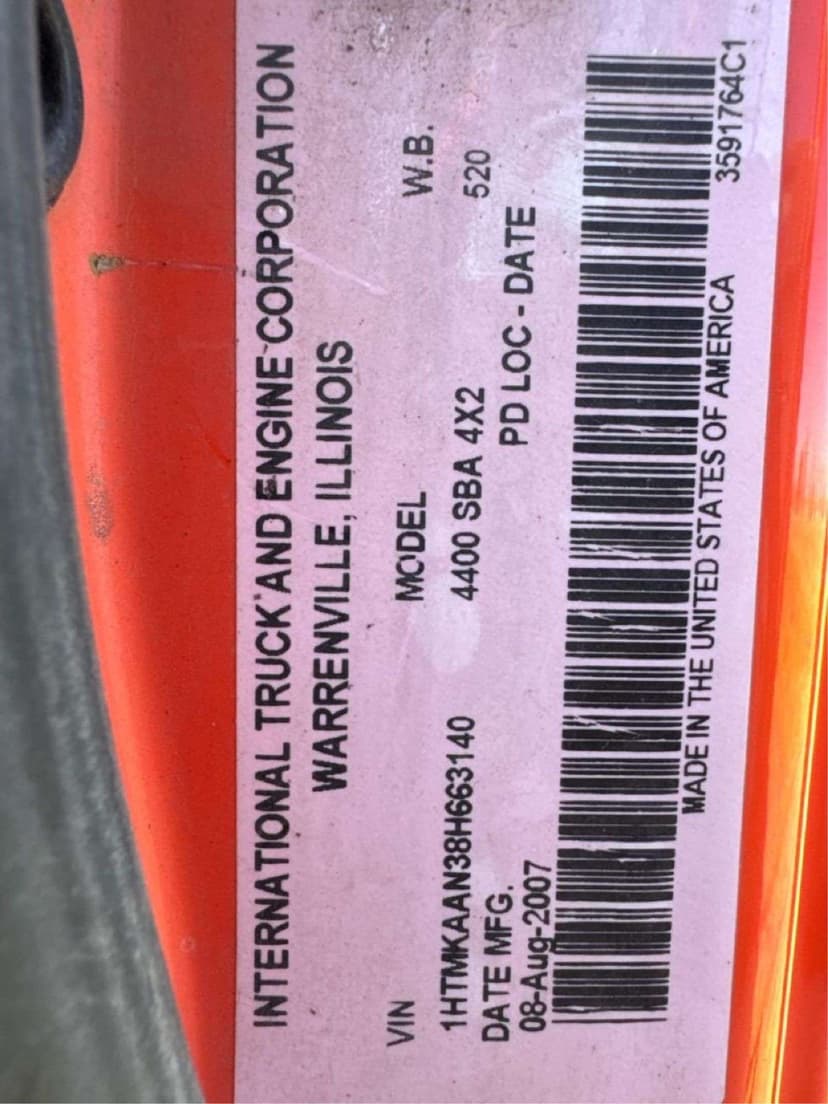 INTERNATIONAL TRUCK AND ENGINE CORPORATION
WARRENVILLE, ILLINOIS
VIN MODEL W.B.
1HTMKAAN38H663140 4400 SBA 4X2 520
DATE MFG. PD LOC - DATE
08-Aug-2007
MADE IN THE UNITED STATES OF AMERICA 3591764C1